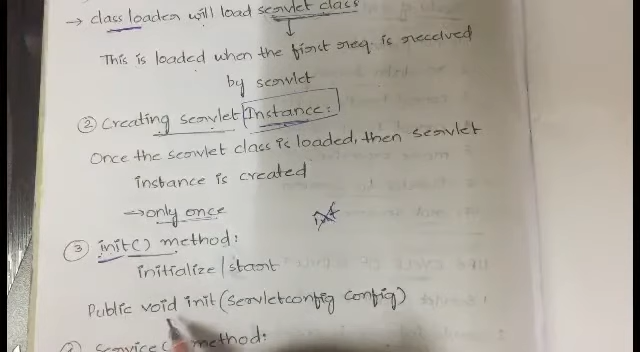 → class loader will load servlet class
↓
This is loaded when the first req. is received
by servlet
② Creating servlet Instance:
Once the servlet class is loaded, then servlet
instance is created
→ only once
③ init() method:
initialize/start
Public void init(Servletconfig config)
service() method: